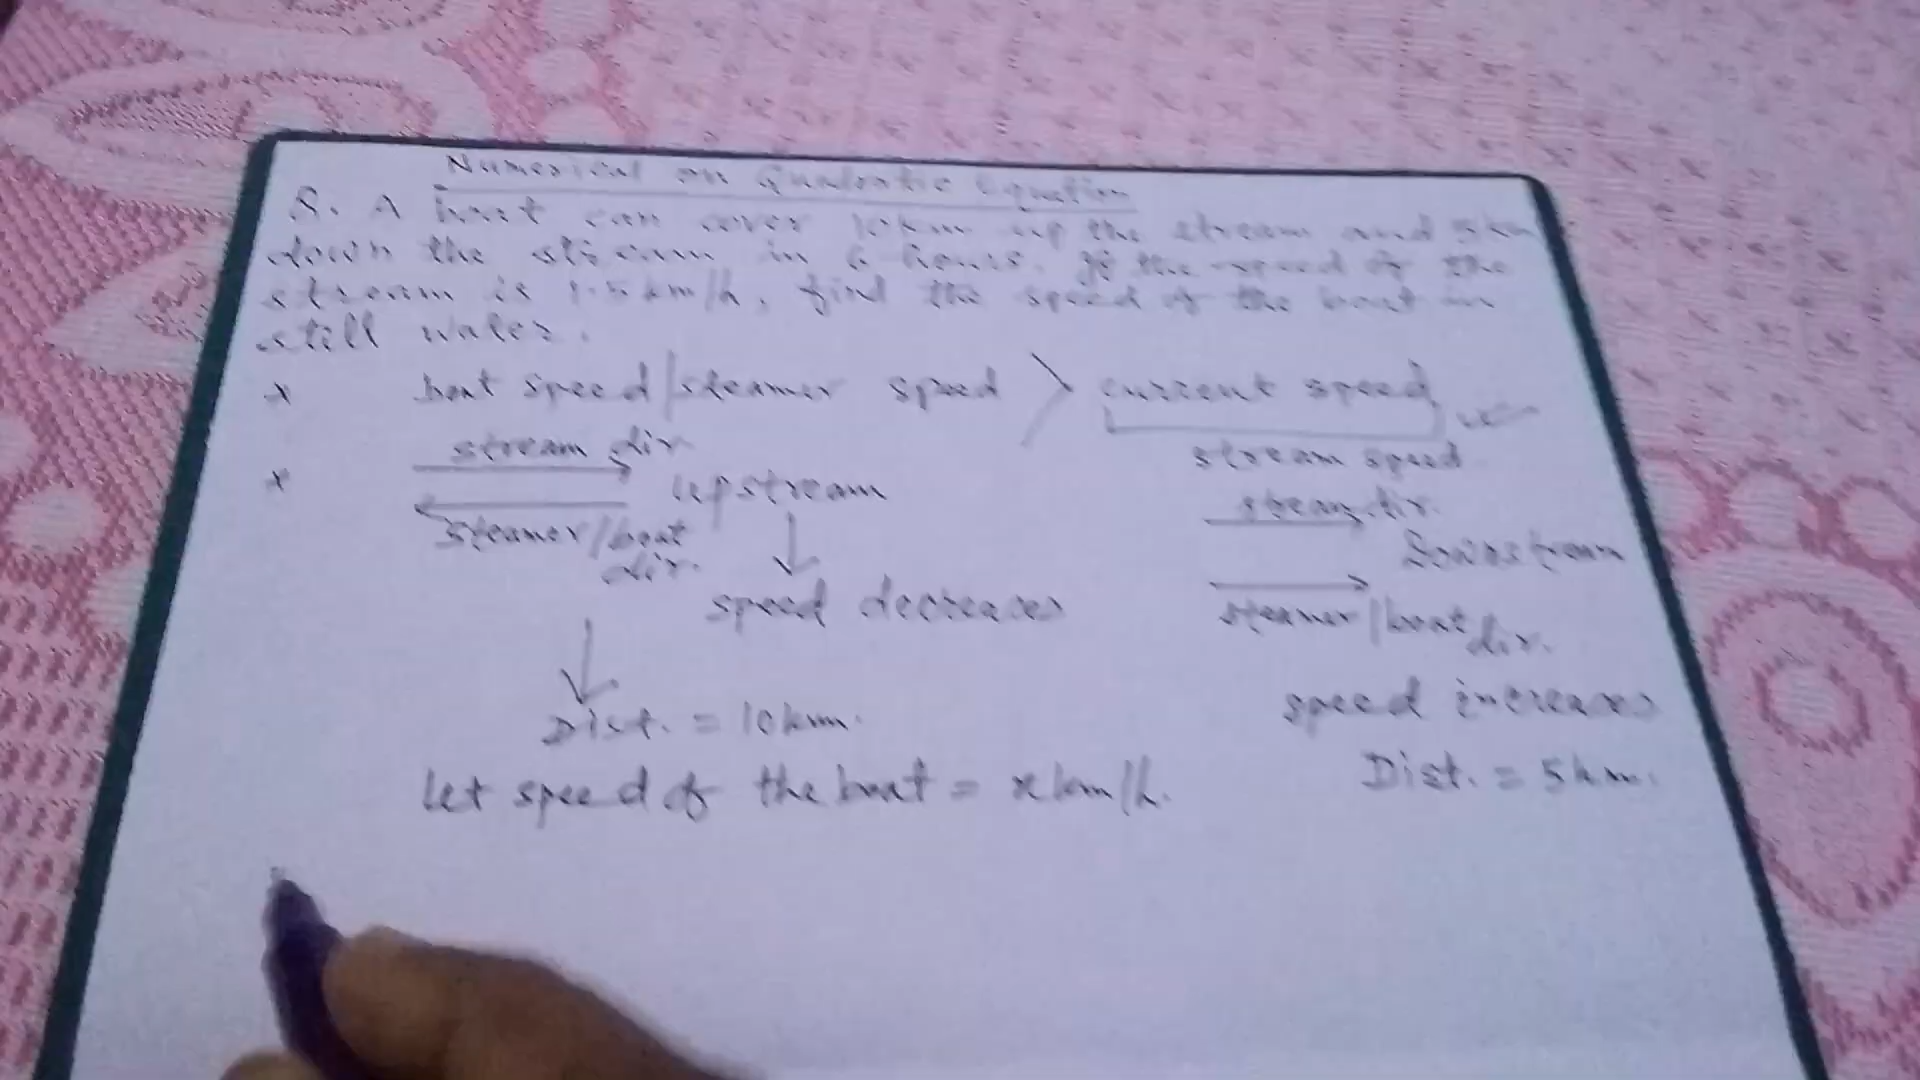 Numerical on Quadratic Equation
Q. A boat can cover 10km up the stream and 5km
down the stream in 6 hours. If the speed of the
stream is 1.5 km/h, find the speed of the boat in
still water.
x boat speed/steamer speed > current speed
stream speed
x stream dir.
upstream
steamer/boat
dir.
speed decreases
Dist. = 10km.
stream dir.
Downstream
steamer/boat dir.
speed increases
Dist. = 5km.
Let speed of the boat = x km/h.